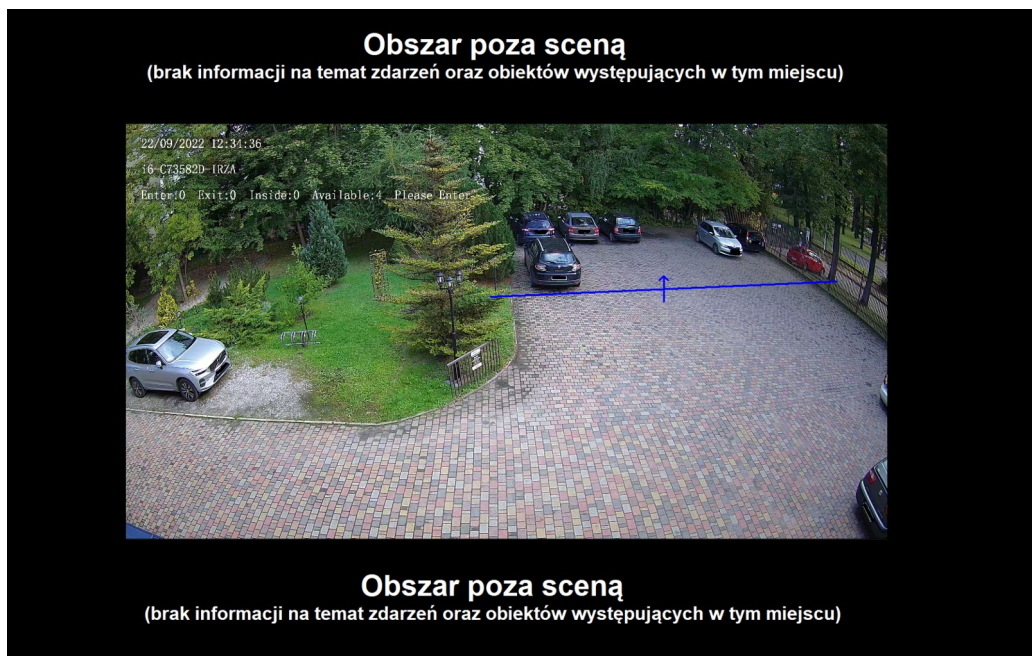 Obszar poza sceną
(brak informacji na temat zdarzeń oraz obiektów występujących w tym miejscu)
22/09/2022 12:34:36
i6-C73582D-IRZA
Enter:0 Exit:0 Inside:0 Available:4 Please Enter
Obszar poza sceną
(brak informacji na temat zdarzeń oraz obiektów występujących w tym miejscu)